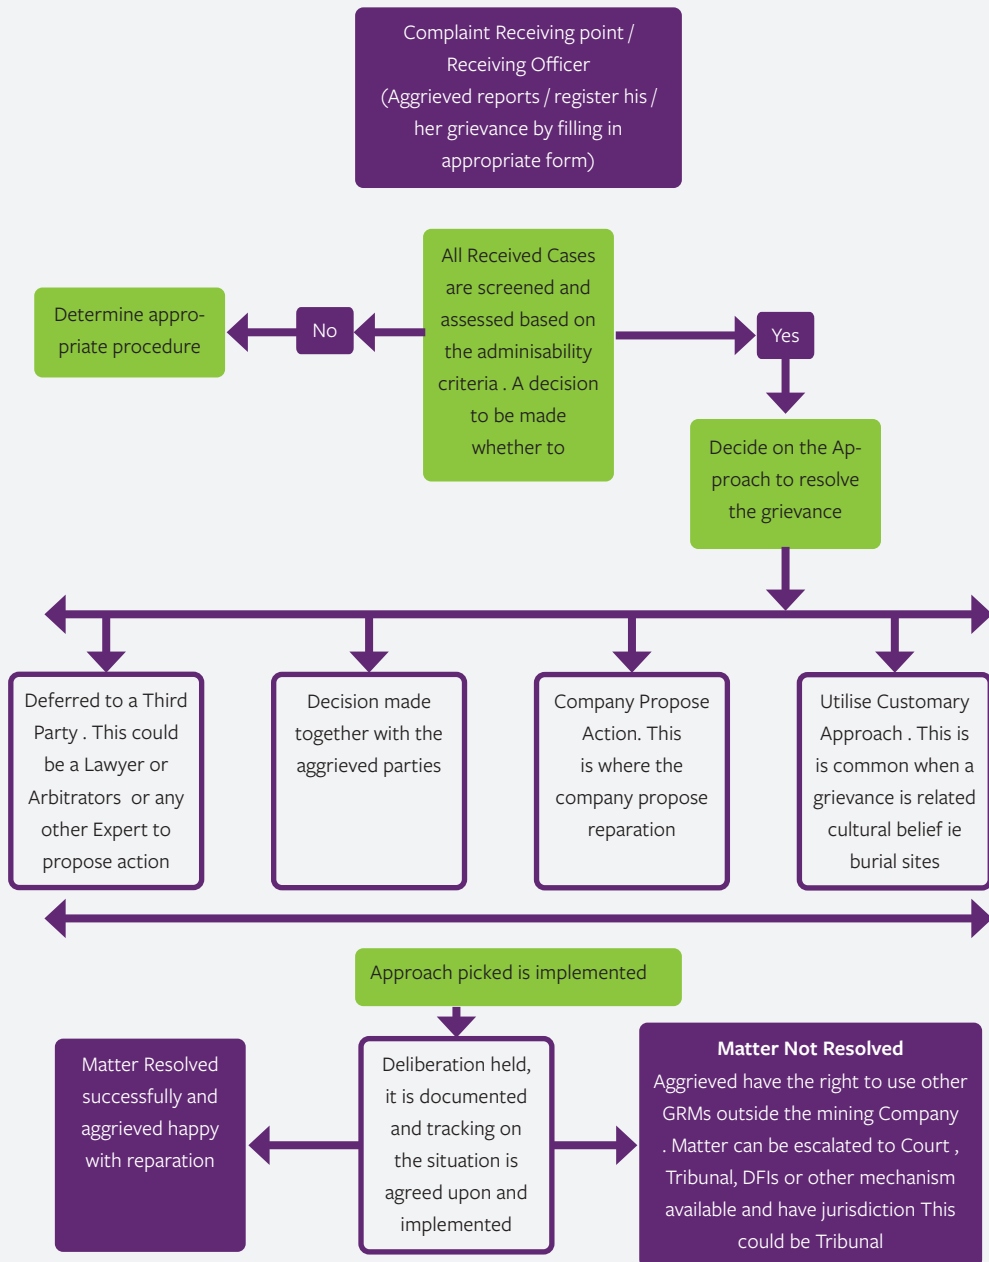 Complaint Receiving point /
Receiving Officer
(Aggrieved reports / register his /
her grievance by filling in
appropriate form)
All Received Cases
are screened and
assessed based on
the adminisability
criteria . A decision
to be made
whether to
Determine appro-
priate procedure
No
Yes
Decide on the Ap-
proach to resolve
the grievance
Deferred to a Third
Party . This could
be a Lawyer or
Arbitrators or any
other Expert to
propose action
Decision made
together with the
aggrieved parties
Company Propose
Action. This
is where the
company propose
reparation
Utilise Customary
Approach . This is
is common when a
grievance is related
cultural belief ie
burial sites
Approach picked is implemented
Matter Resolved
successfully and
aggrieved happy
with reparation
Deliberation held,
it is documented
and tracking on
the situation is
agreed upon and
implemented
Matter Not Resolved
Aggrieved have the right to use other
GRMs outside the mining Company
. Matter can be escalated to Court ,
Tribunal, DFIs or other mechanism
available and have jurisdiction This
could be Tribunal